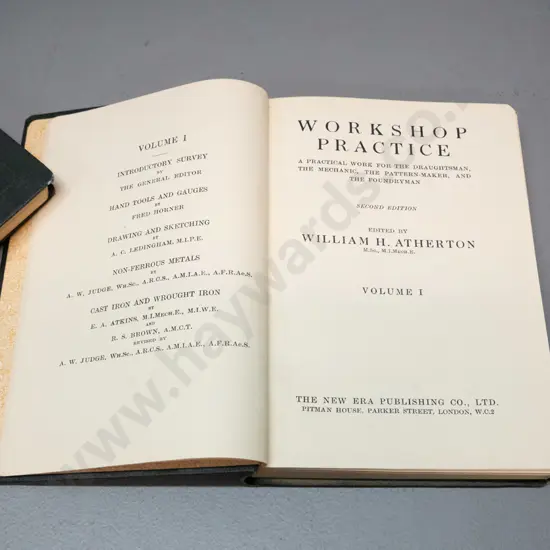 VOLUME I
INTRODUCTORY SURVEY
BY
THE GENERAL EDITOR
HAND TOOLS AND GAUGES
BY
FRED HORNER
DRAWING AND SKETCHING
BY
A. C. LEDINGHAM, M.I.P.E.
NON-FERROUS METALS
BY
A. W. JUDGE, Wh.Sc., A.R.C.S., A.M.I.A.E., A.F.R.Ae.S.
CAST IRON AND WROUGHT IRON
BY
E. A. ATKINS, M.I.Mech.E., M.I.W.E.
AND
R. S. BROWN, A.M.C.T.
REVISED BY
A. W. JUDGE, Wh.Sc., A.R.C.S., A.M.I.A.E., A.F.R.Ae.S.
WORKSHOP
PRACTICE
A PRACTICAL WORK FOR THE DRAUGHTSMAN,
THE MECHANIC, THE PATTERN-MAKER, AND
THE FOUNDRYMAN
SECOND EDITION
EDITED BY
WILLIAM H. ATHERTON
M.Sc., M.I.Mech.E.
VOLUME I
THE NEW ERA PUBLISHING CO., LTD.
PITMAN HOUSE, PARKER STREET, LONDON, W.C.2